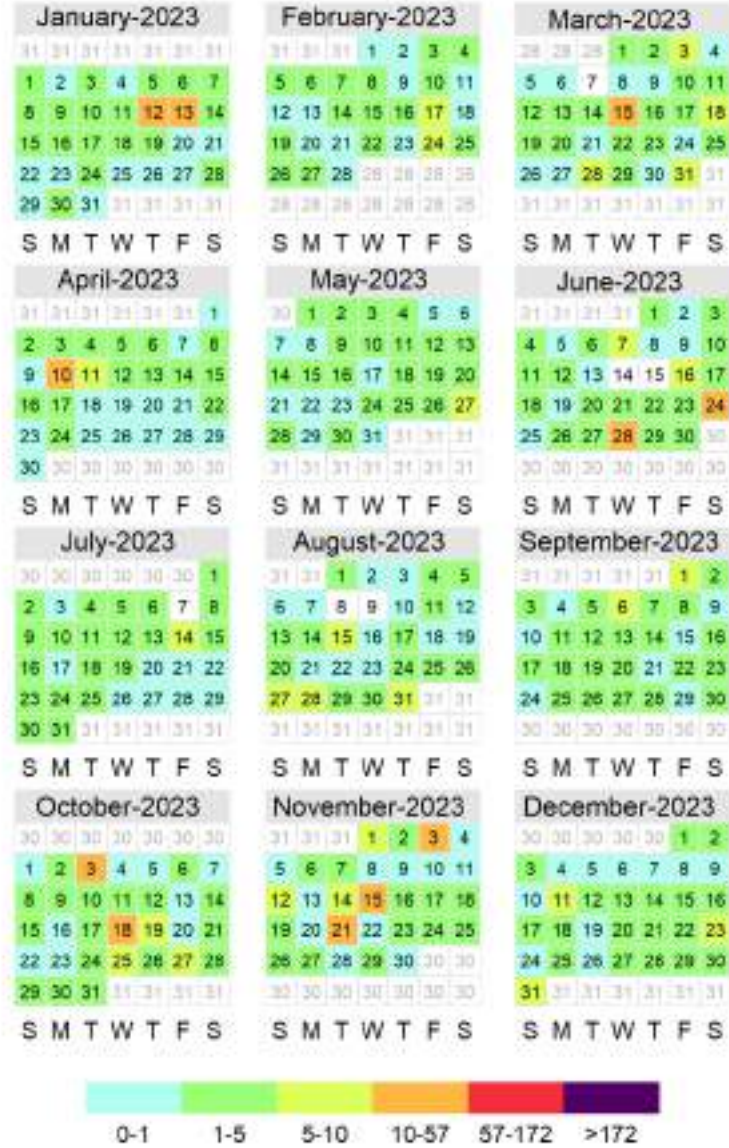 January-2023 February-2023 March-2023
31 31 31 31 31 31 31 31 31 31 1 2 3 4 28 28 28 1 2 3 4
1 2 3 4 5 6 7 5 6 7 8 9 10 11 5 6 7 8 9 10 11
8 9 10 11 12 13 14 12 13 14 15 16 17 18 12 13 14 15 16 17 18
15 16 17 18 19 20 21 19 20 21 22 23 24 25 19 20 21 22 23 24 25
22 23 24 25 26 27 28 26 27 28 28 28 28 28 26 27 28 29 30 31 31
29 30 31 31 31 31 31 28 28 28 28 28 28 28 31 31 31 31 31 31 31
S M T W T F S S M T W T F S S M T W T F S
April-2023 May-2023 June-2023
31 31 31 31 31 31 1 30 1 2 3 4 5 6 31 31 31 31 1 2 3
2 3 4 5 6 7 8 7 8 9 10 11 12 13 4 5 6 7 8 9 10
9 10 11 12 13 14 15 14 15 16 17 18 19 20 11 12 13 14 15 16 17
16 17 18 19 20 21 22 21 22 23 24 25 26 27 18 19 20 21 22 23 24
23 24 25 26 27 28 29 28 29 30 31 31 31 31 25 26 27 28 29 30 30
30 30 30 30 30 30 30 31 31 31 31 31 31 31 30 30 30 30 30 30 30
S M T W T F S S M T W T F S S M T W T F S
July-2023 August-2023 September-2023
30 30 30 30 30 30 1 31 31 1 2 3 4 5 31 31 31 31 31 1 2
2 3 4 5 6 7 8 6 7 8 9 10 11 12 3 4 5 6 7 8 9
9 10 11 12 13 14 15 13 14 15 16 17 18 19 10 11 12 13 14 15 16
16 17 18 19 20 21 22 20 21 22 23 24 25 26 17 18 19 20 21 22 23
23 24 25 26 27 28 29 27 28 29 30 31 31 31 24 25 26 27 28 29 30
30 31 31 31 31 31 31 31 31 31 31 31 31 31 30 30 30 30 30 30 30
S M T W T F S S M T W T F S S M T W T F S
October-2023 November-2023 December-2023
30 30 30 30 30 30 30 31 31 31 1 2 3 4 30 30 30 30 30 1 2
1 2 3 4 5 6 7 5 6 7 8 9 10 11 3 4 5 6 7 8 9
8 9 10 11 12 13 14 12 13 14 15 16 17 18 10 11 12 13 14 15 16
15 16 17 18 19 20 21 19 20 21 22 23 24 25 17 18 19 20 21 22 23
22 23 24 25 26 27 28 26 27 28 29 30 30 30 24 25 26 27 28 29 30
29 30 31 31 31 31 31 30 30 30 30 30 30 30 31 31 31 31 31 31 31
S M T W T F S S M T W T F S S M T W T F S
0-1 1-5 5-10 10-57 57-172 >172